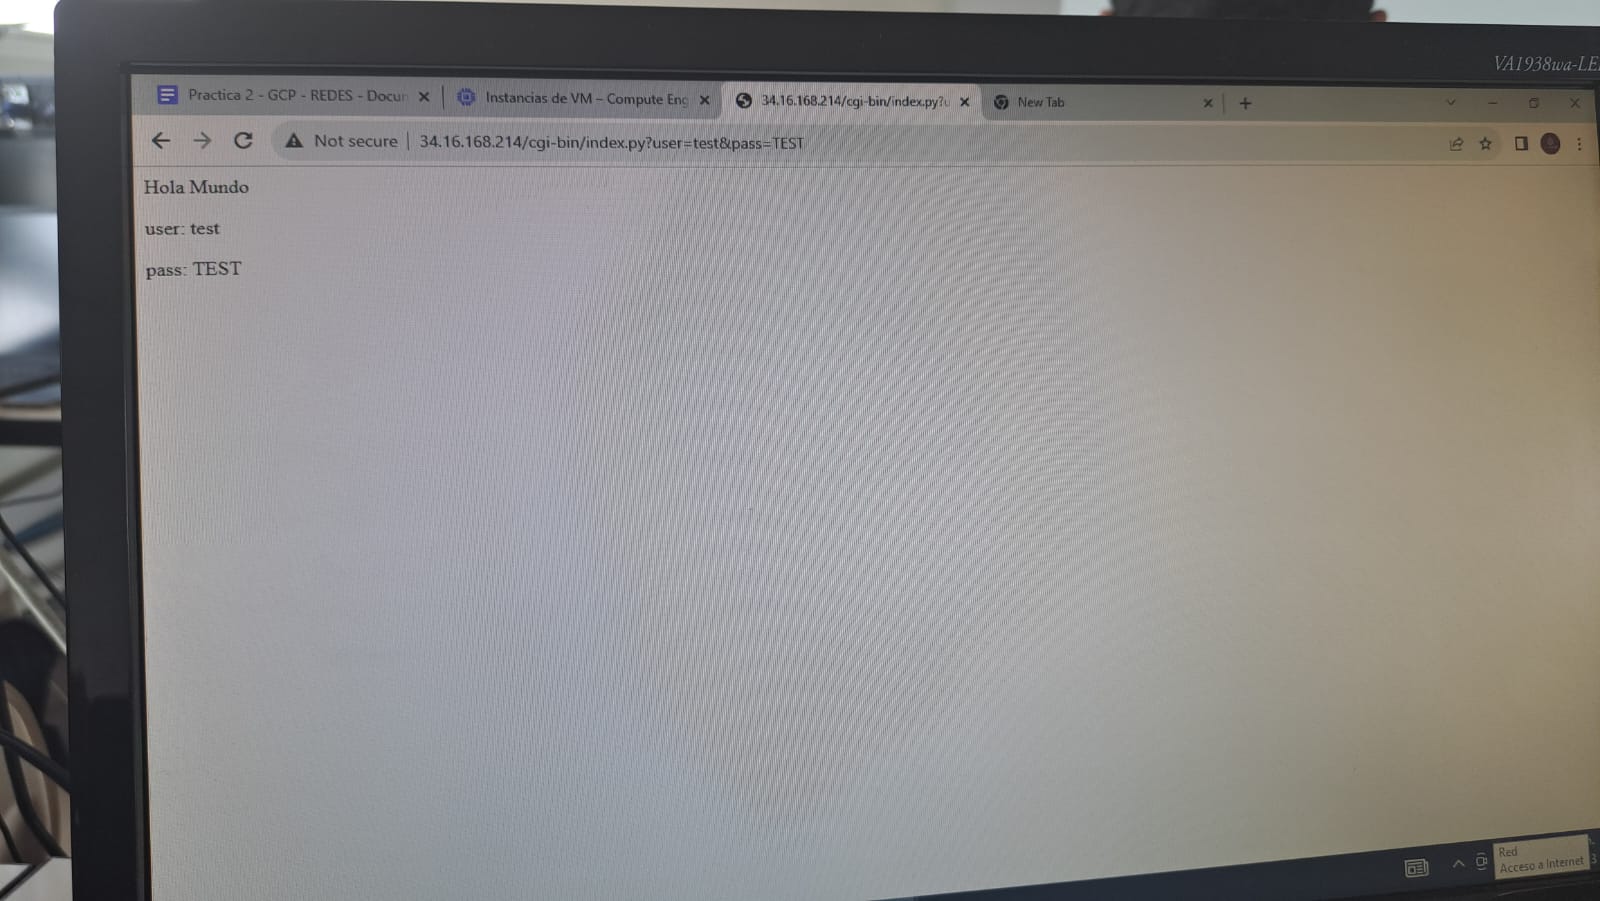 VA1938wa-LE
Practica 2 - GCP - REDES - Docun
Instancias de VM – Compute Eng
34.16.168.214/cgi-bin/index.py?u
New Tab
Not secure
34.16.168.214/cgi-bin/index.py?user=test&pass=TEST
Hola Mundo
user: test
pass: TEST
Red
Acceso a Internet